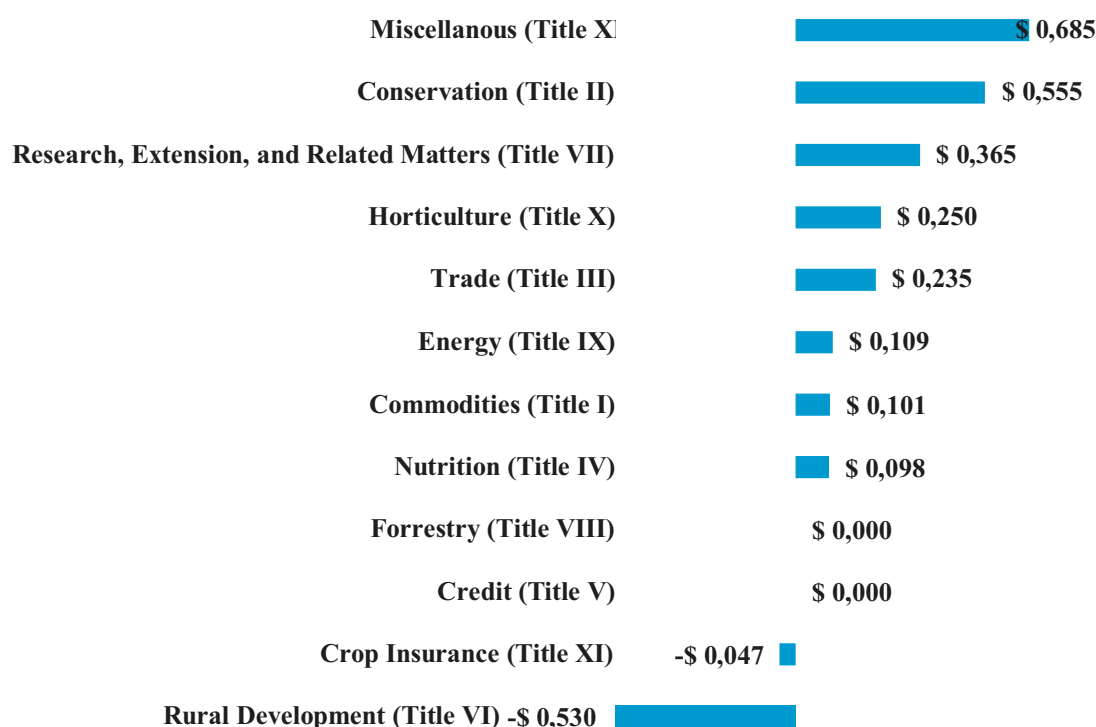 Miscellanous (Title XI $ 0,685
Conservation (Title II) $ 0,555
Research, Extension, and Related Matters (Title VII) $ 0,365
Horticulture (Title X) $ 0,250
Trade (Title III) $ 0,235
Energy (Title IX) $ 0,109
Commodities (Title I) $ 0,101
Nutrition (Title IV) $ 0,098
Forrestry (Title VIII) $ 0,000
Credit (Title V) $ 0,000
Crop Insurance (Title XI) -$ 0,047
Rural Development (Title VI) -$ 0,530